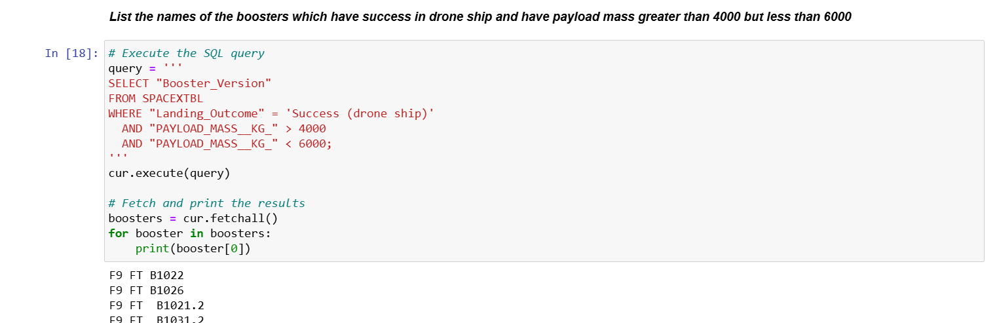 List the names of the boosters which have success in drone ship and have payload mass greater than 4000 but less than 6000
In [18]: # Execute the SQL query
query = '''
SELECT "Booster_Version"
FROM SPACEXTBL
WHERE "Landing_Outcome" = 'Success (drone ship)'
  AND "PAYLOAD_MASS__KG_" > 4000
  AND "PAYLOAD_MASS__KG_" < 6000;
'''
cur.execute(query)

# Fetch and print the results
boosters = cur.fetchall()
for booster in boosters:
    print(booster[0])
F9 FT B1022
F9 FT B1026
F9 FT  B1021.2
F9 FT  B1031.2